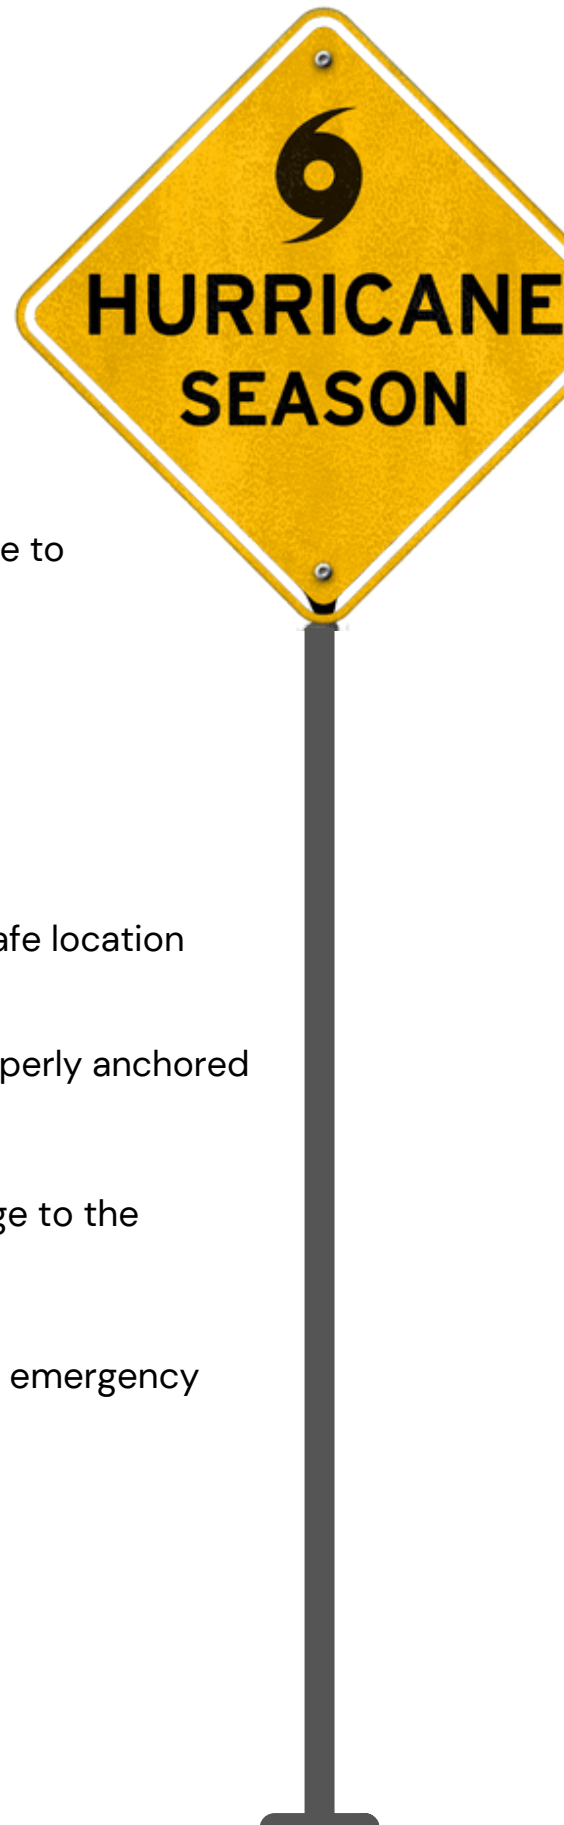 HURRICANE
SEASON
e to
afe location
perly anchored
ge to the
emergency